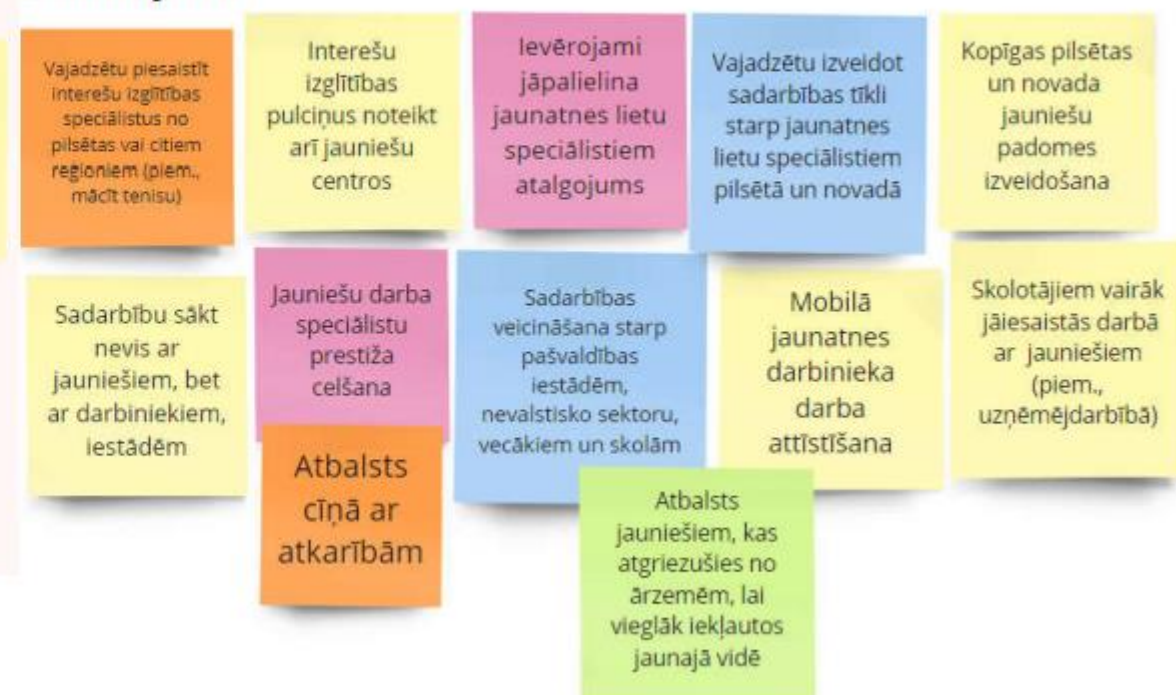 Vajadzētu piesaistīt
interešu izglītības
speciālistus no
pilsētas vai citiem
reģioniem (piem.,
mācīt tenisu)
Interešu
izglītības
pulciņus noteikt
arī jauniešu
centros
Ievērojami
jāpalielina
jaunatnes lietu
speciālistiem
atalgojums
Vajadzētu izveidot
sadarbības tīkli
starp jaunatnes
lietu speciālistiem
pilsētā un novadā
Kopīgas pilsētas
un novada
jauniešu
padomes
izveidošana
Sadarbību sākt
nevis ar
jauniešiem, bet
ar darbiniekiem,
iestādēm
Jauniešu darba
speciālistu
prestiža
celšana
Sadarbības
veicināšana starp
pašvaldības
iestādēm,
nevalstisko sektoru,
vecākiem un skolām
Mobilā
jaunatnes
darbinieka
darba
attīstīšana
Skolotājiem vairāk
jāiesaistās darbā
ar jauniešiem
(piem.,
uzņēmējdarbībā)
Atbalsts
cīņā ar
atkarībām
Atbalsts
jauniešiem, kas
atgriezušies no
ārzemēm, lai
vieglāk iekļautos
jaunajā vidē